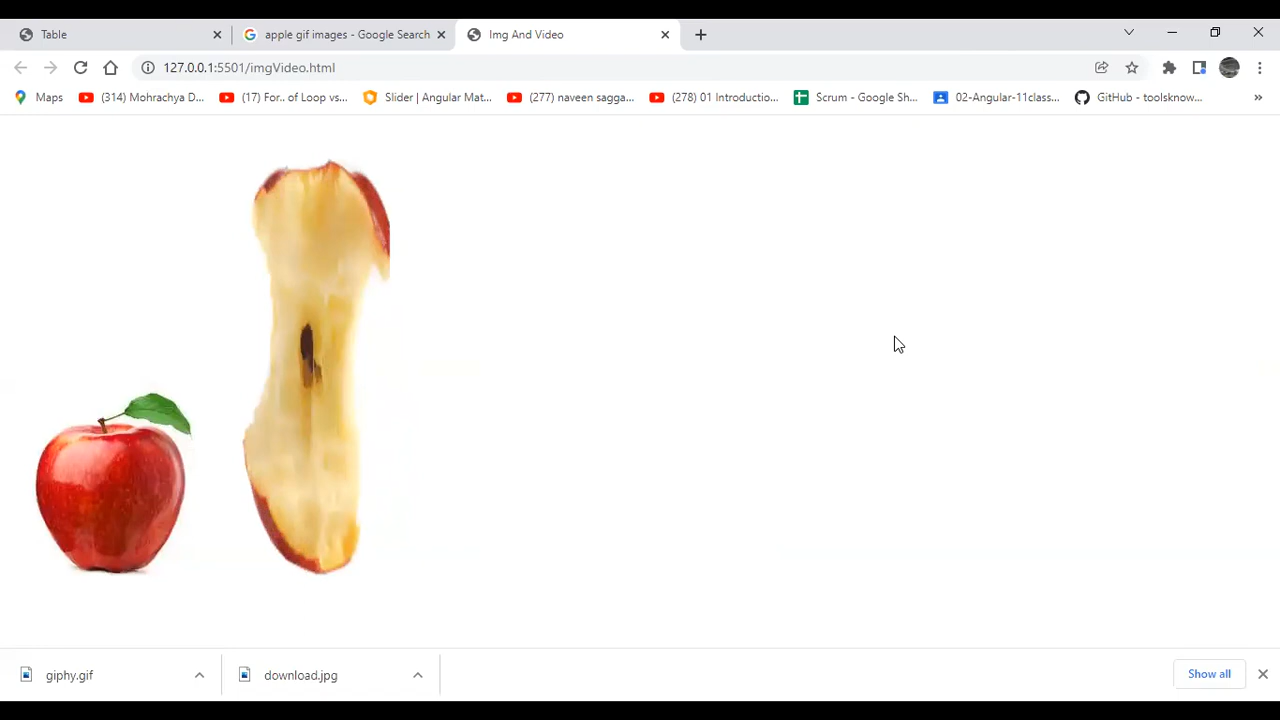 Table
apple gif images - Google Search
Img And Video
127.0.0.1:5501/imgVideo.html
Maps
(314) Mohrachya D...
(17) For.. of Loop vs...
Slider | Angular Mat...
(277) naveen sagga...
(278) 01 Introductio...
Scrum - Google Sh...
02-Angular-11class...
GitHub - toolsknow...
giphy.gif
download.jpg
Show all